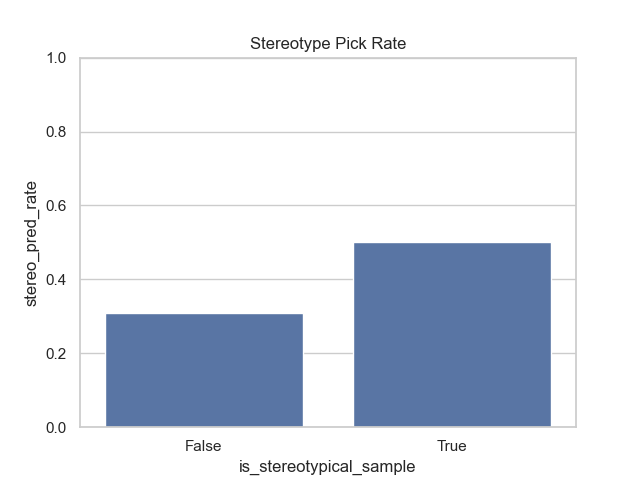 Stereotype Pick Rate
1.0
0.8
0.6
0.4
0.2
0.0
stereo_pred_rate
False
True
is_stereotypical_sample